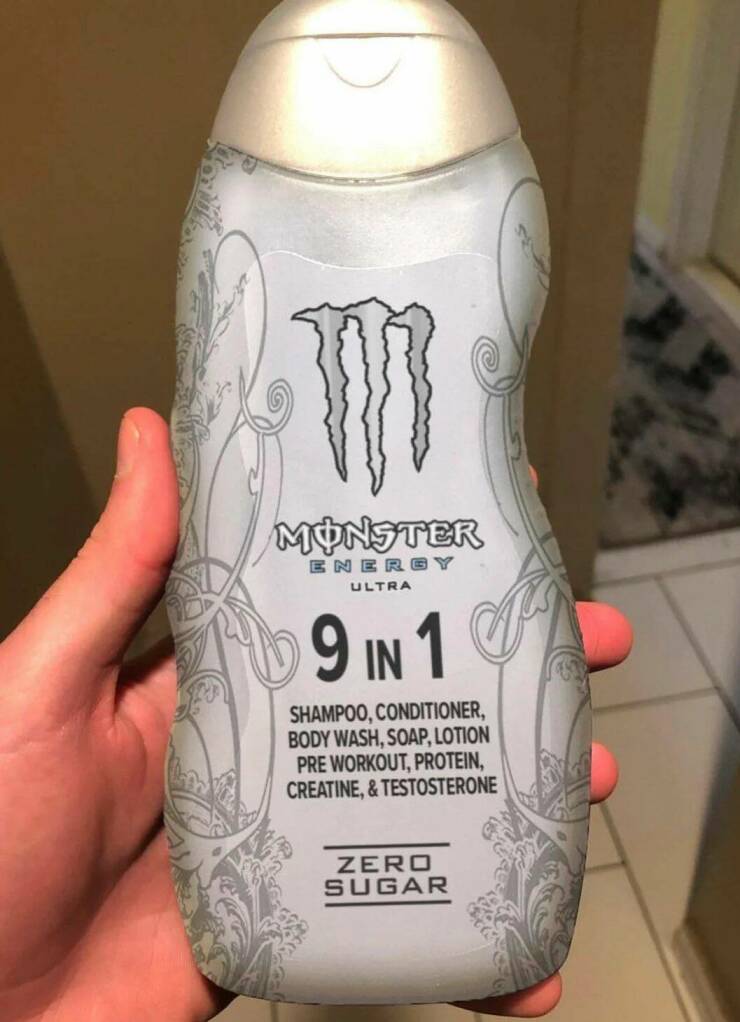 MONSTER
ENERGY
ULTRA
9 IN 1
SHAMPOO, CONDITIONER,
BODY WASH, SOAP, LOTION
PRE WORKOUT, PROTEIN,
CREATINE, & TESTOSTERONE
ZERO
SUGAR